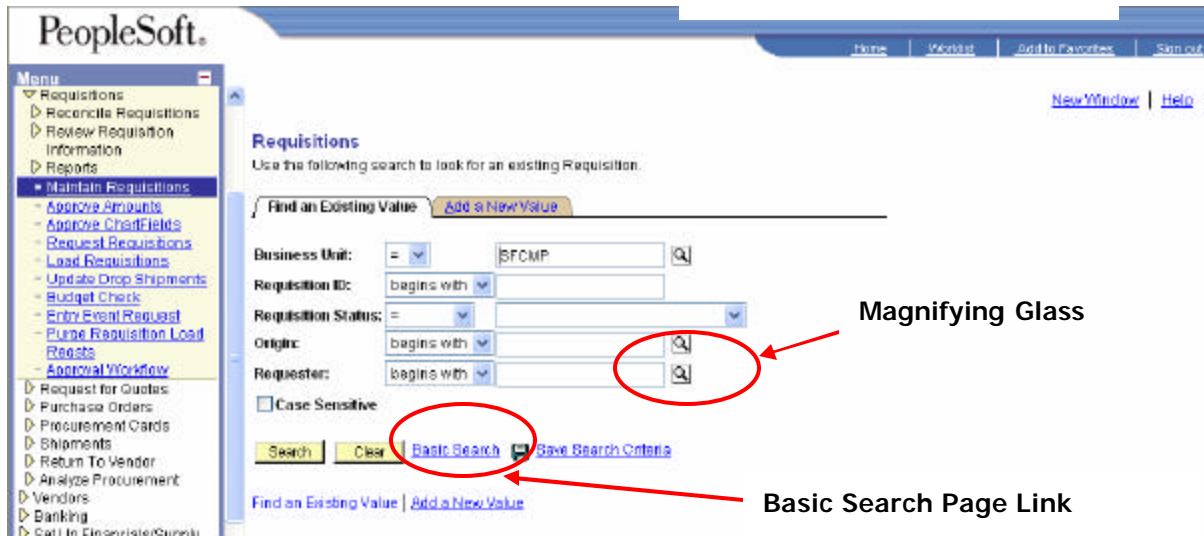 PeopleSoft.
Home | Worklist | Add to Favorites | Sign out
Menu
New Window | Help
Requisitions
Reconcile Requisitions
Review Requisition
Information
Reports
Maintain Requisitions
Approve Amounts
Approve ChartFields
Request Requisitions
Load Requisitions
Update Drop Shipments
Budget Check
Entry Event Request
Purge Requisition Load
Reqsts
Approval Workflow
Request for Quotes
Purchase Orders
Procurement Cards
Shipments
Return To Vendor
Analyze Procurement
Vendors
Banking
Set Up Financials/Supply
Requisitions
Use the following search to look for an existing Requisition.
Find an Existing Value Add a New Value
Business Unit: = SFCMP
Requisition ID: begins with
Requisition Status: =
Origin: begins with
Requester: begins with
Case Sensitive
Search Clear Basic Search Save Search Criteria
Find an Existing Value | Add a New Value
Magnifying Glass
Basic Search Page Link